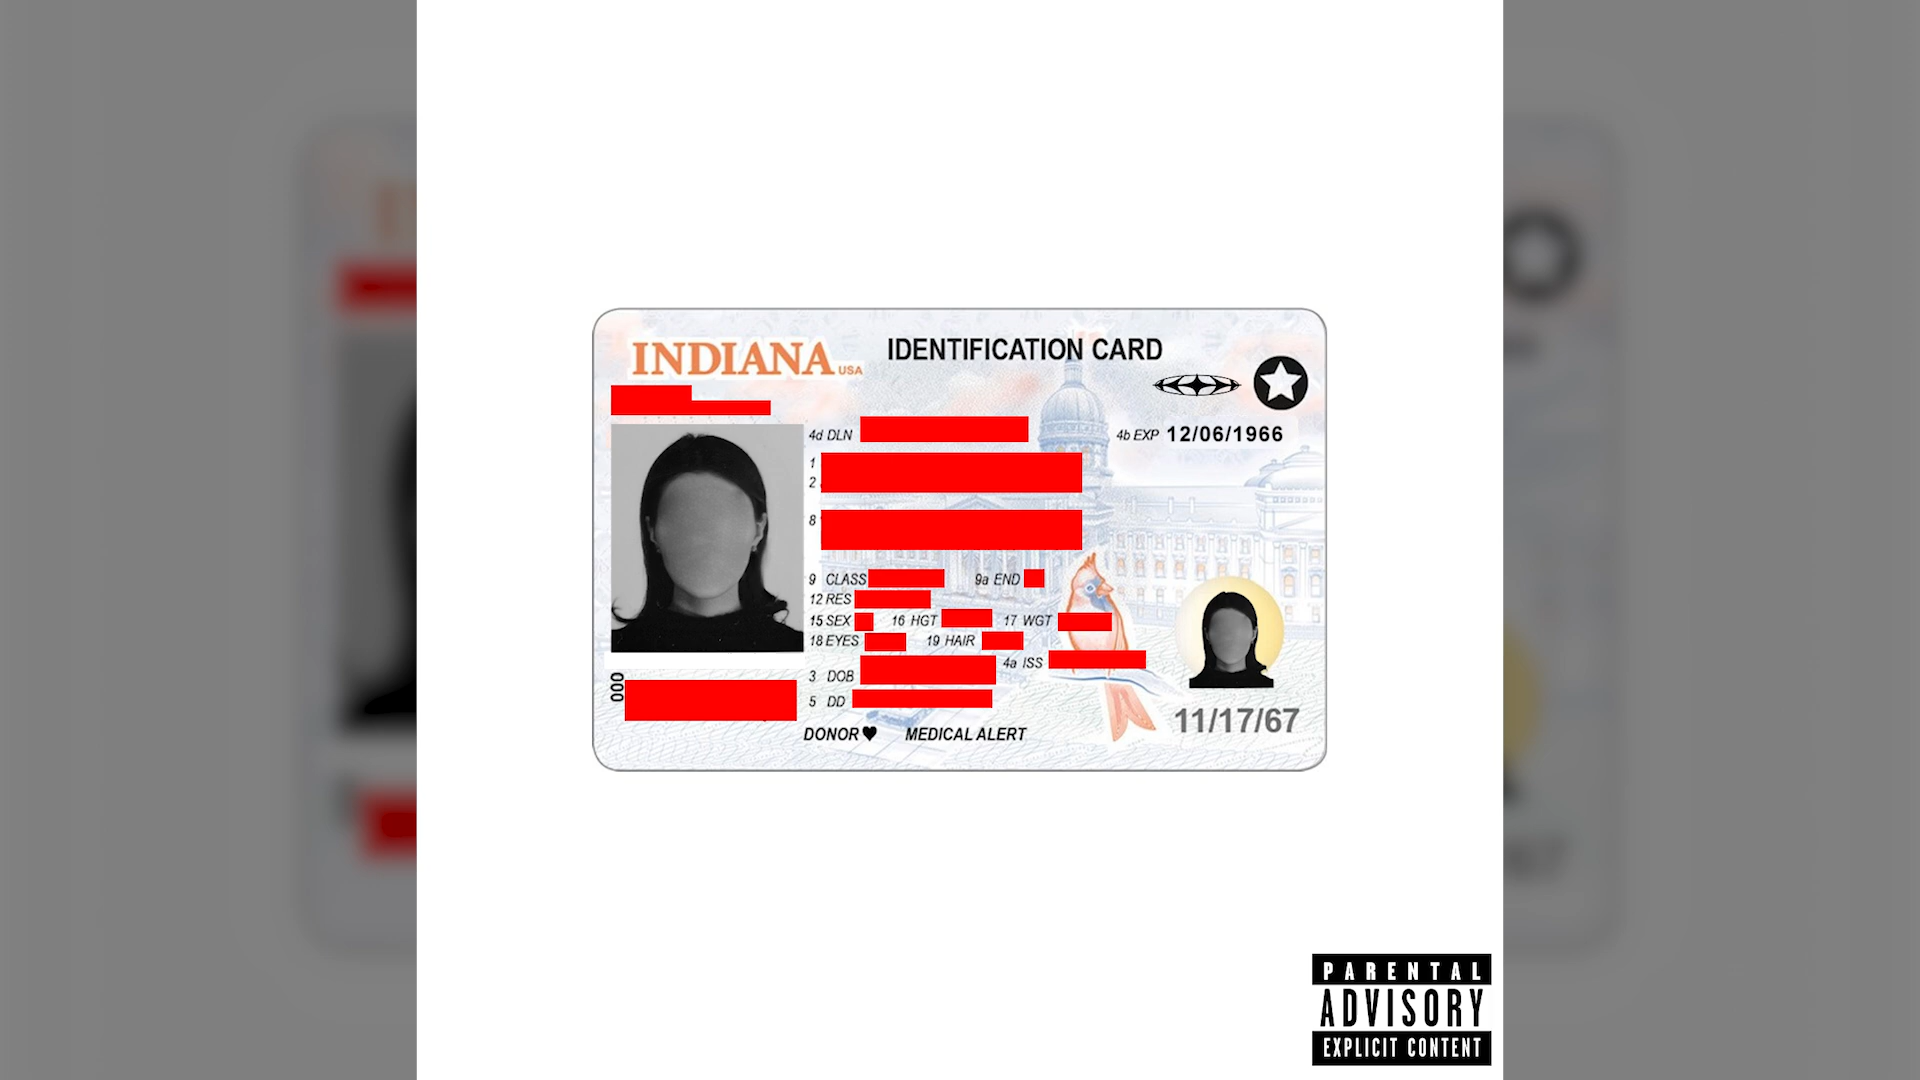 INDIANA USA
IDENTIFICATION CARD
4d DLN
4b EXP 12/06/1966
1
2
8
9 CLASS
9a END
12 RES
15 SEX
16 HGT
17 WGT
18 EYES
19 HAIR
4a ISS
3 DOB
5 DD
000
DONOR
MEDICAL ALERT
11/17/67
PARENTAL
ADVISORY
EXPLICIT CONTENT